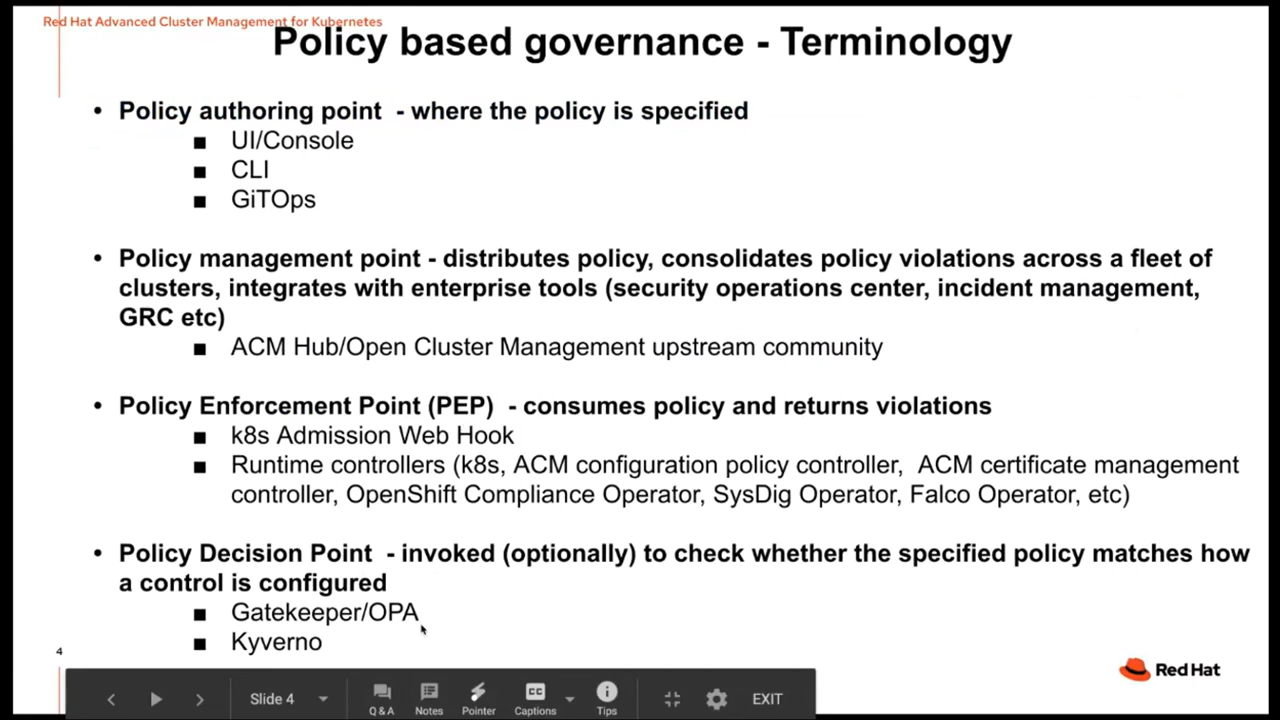 Red Hat Advanced Cluster Management for Kubernetes
Policy based governance - Terminology
• Policy authoring point - where the policy is specified
■ UI/Console
■ CLI
■ GiTOps
• Policy management point - distributes policy, consolidates policy violations across a fleet of
clusters, integrates with enterprise tools (security operations center, incident management,
GRC etc)
■ ACM Hub/Open Cluster Management upstream community
• Policy Enforcement Point (PEP) - consumes policy and returns violations
■ k8s Admission Web Hook
■ Runtime controllers (k8s, ACM configuration policy controller, ACM certificate management
controller, OpenShift Compliance Operator, SysDig Operator, Falco Operator, etc)
• Policy Decision Point - invoked (optionally) to check whether the specified policy matches how
a control is configured
■ Gatekeeper/OPA
■ Kyverno
4
Red Hat
Slide 4
Q & A
Notes
Pointer
CC
Captions
Tips
EXIT